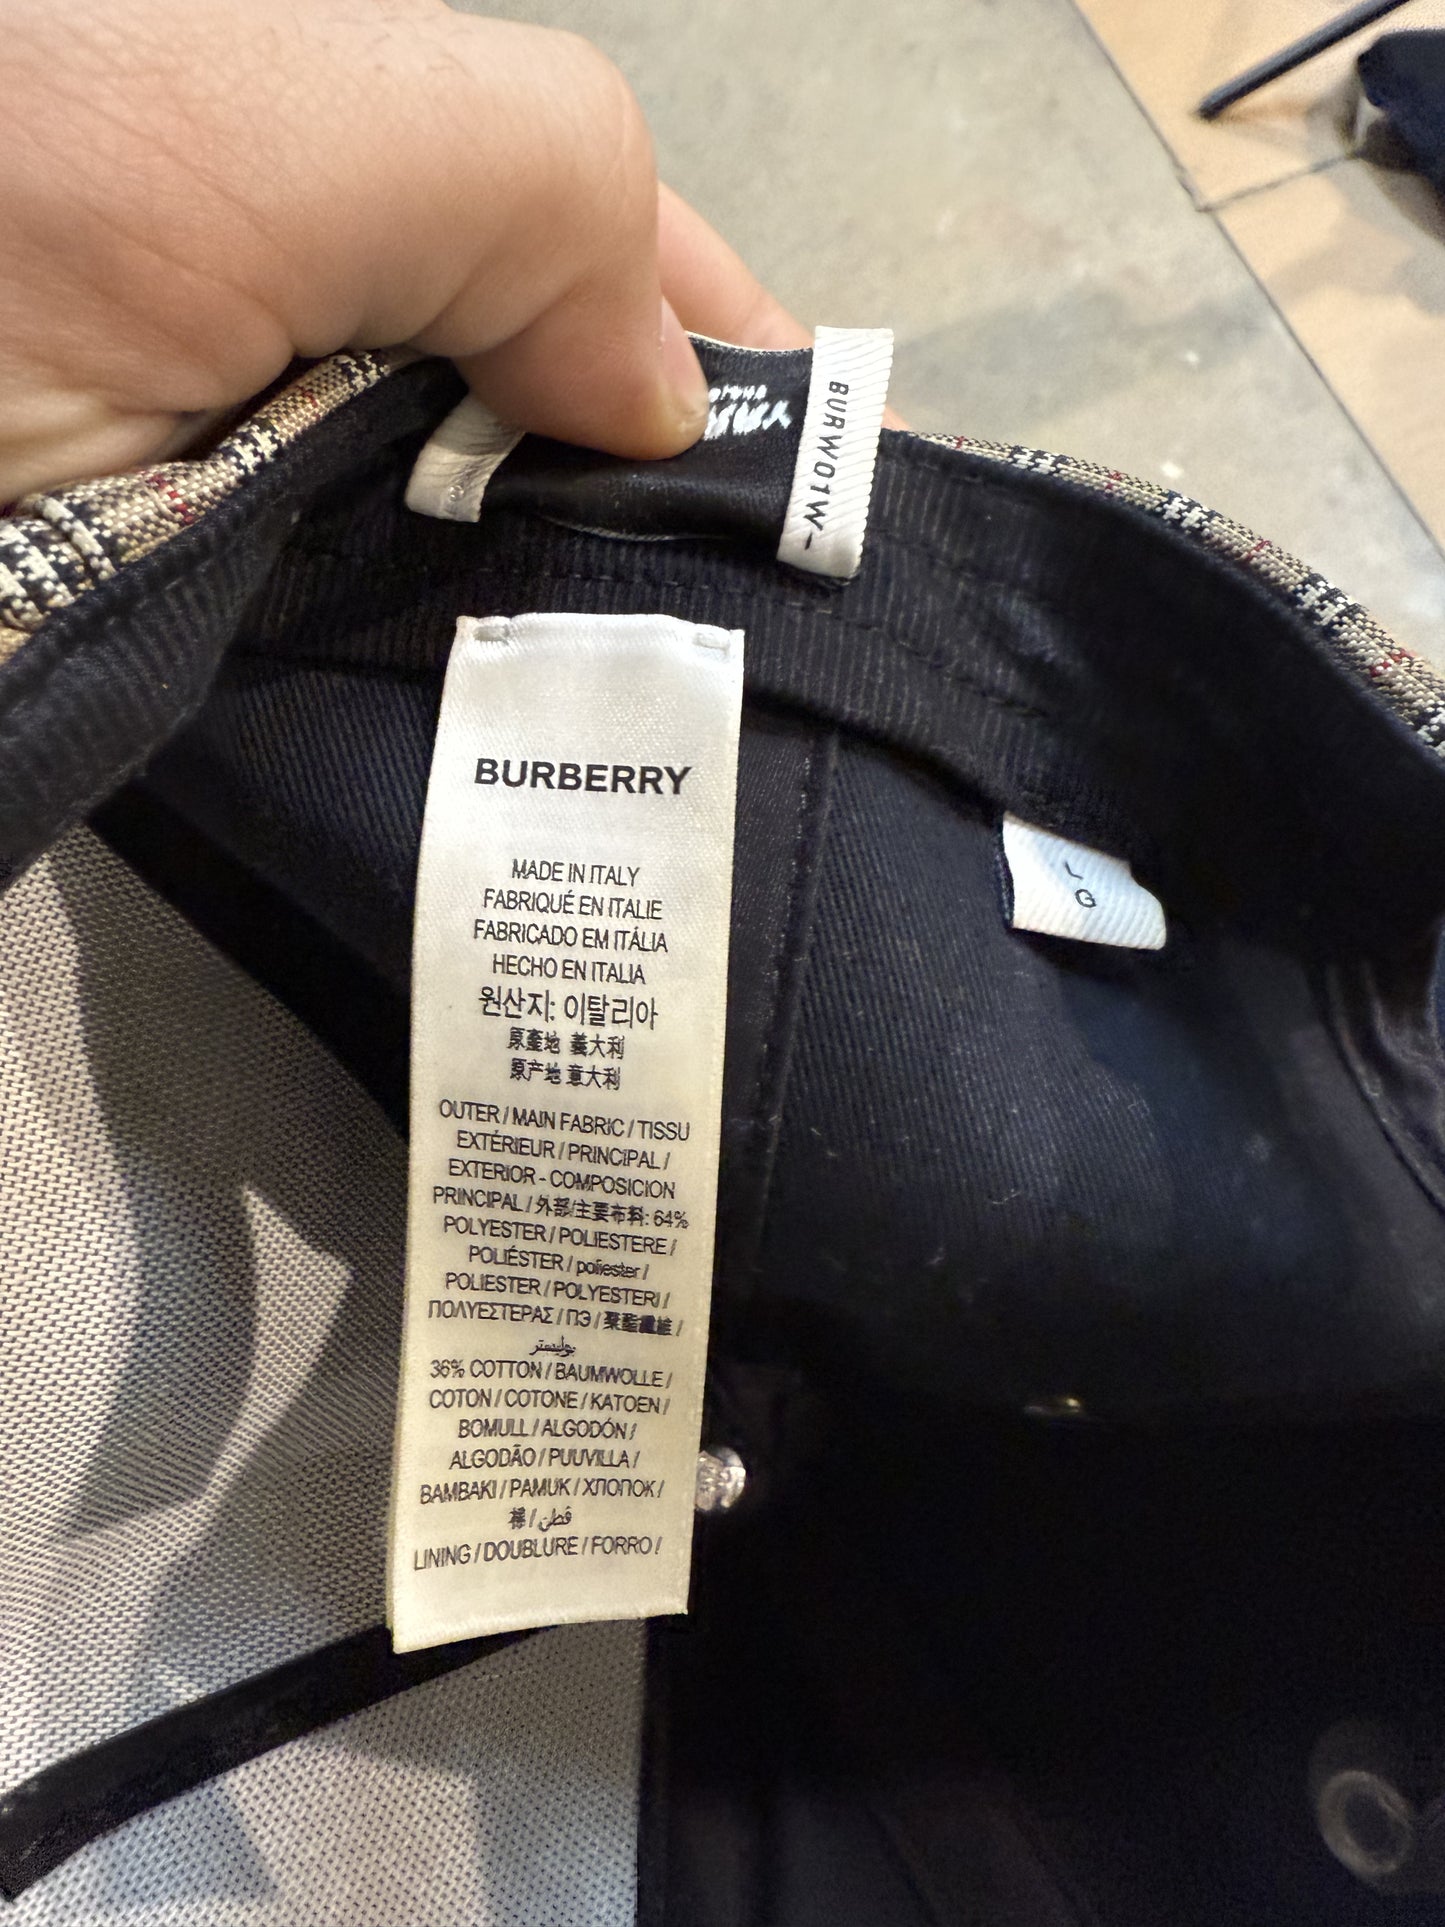 BURWO1W-
BURBERRY
MADE IN ITALY
FABRIQUÉ EN ITALIE
FABRICADO EM ITÁLIA
HECHO EN ITALIA
원산지: 이탈리아
原產地 義大利
原产地 意大利
OUTER / MAIN FABRIC / TISSU
EXTÉRIEUR / PRINCIPAL /
EXTERIOR - COMPOSICION
PRINCIPAL / 外部/主要布料: 64%
POLYESTER / POLIESTERE /
POLIÉSTER / poliester /
POLIESTER / POLYESTERI /
ΠΟΛΥΕΣΤΕΡΑΣ / ПЭ / 聚酯纖維 /
بوليستر
36% COTTON / BAUMWOLLE /
COTON / COTONE / KATOEN /
BOMULL / ALGODÓN /
ALGODÃO / PUUVILLA /
BAMBAKI / PAMUK / ХЛОПОК /
棉 / قطن
LINING / DOUBLURE / FORRO /
L
G